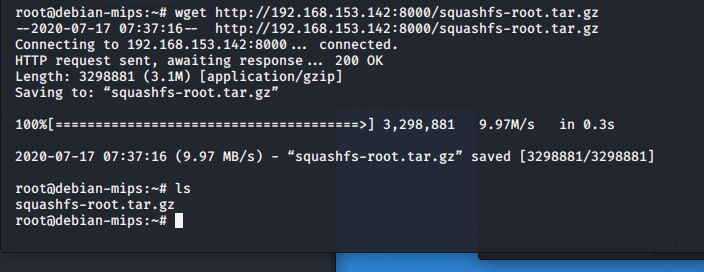 root@debian-mips:~# wget http://192.168.153.142:8000/squashfs-root.tar.gz
--2020-07-17 07:37:16--  http://192.168.153.142:8000/squashfs-root.tar.gz
Connecting to 192.168.153.142:8000... connected.
HTTP request sent, awaiting response... 200 OK
Length: 3298881 (3.1M) [application/gzip]
Saving to: “squashfs-root.tar.gz”
100%[======================================>] 3,298,881   9.97M/s   in 0.3s
2020-07-17 07:37:16 (9.97 MB/s) - “squashfs-root.tar.gz” saved [3298881/3298881]
root@debian-mips:~# ls
squashfs-root.tar.gz
root@debian-mips:~#